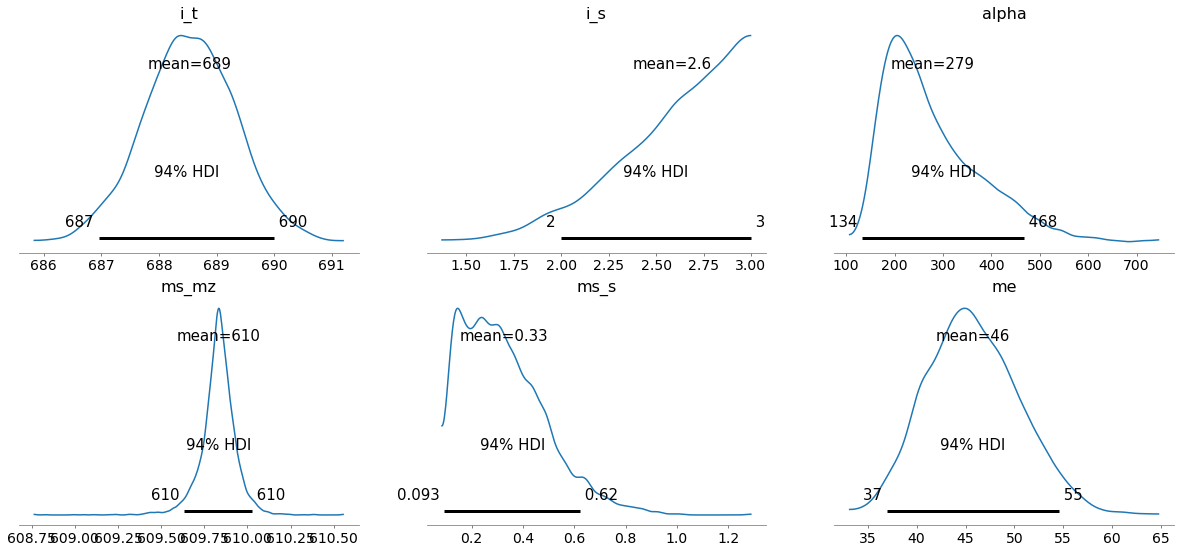 i_t
mean=689
94% HDI
687 690
686 687 688 689 690 691
i_s
mean=2.6
94% HDI
2 3
1.50 1.75 2.00 2.25 2.50 2.75 3.00
alpha
mean=279
94% HDI
134 468
100 200 300 400 500 600 700
ms_mz
mean=610
94% HDI
610 610
608.75 609.00 609.25 609.50 609.75 610.00 610.25 610.50
ms_s
mean=0.33
94% HDI
0.093 0.62
0.2 0.4 0.6 0.8 1.0 1.2
me
mean=46
94% HDI
37 55
35 40 45 50 55 60 65